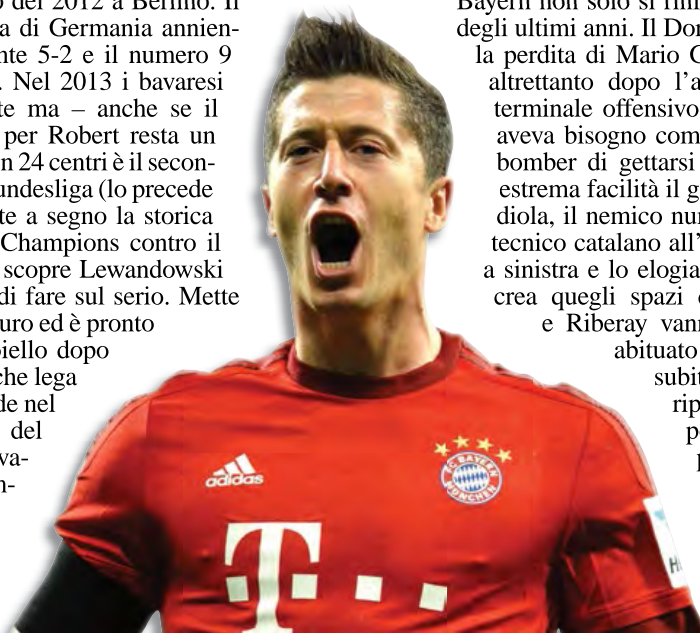 o del 2012 a Berlino. Il
a di Germania annien-
nte 5-2 e il numero 9
. Nel 2013 i bavaresi
te ma – anche se il
per Robert resta un
n 24 centri è il secon-
undesliga (lo precede
te a segno la storica
Champions contro il
scopre Lewandowski
di fare sul serio. Mette
uro ed è pronto
iello dopo
che lega
de nel
del
va-
n-
Bayern non solo si
degli ultimi anni. Il Dor
la perdita di Mario G
altrettanto dopo l’a
terminale offensivo
aveva bisogno com
bomber di gettarsi
estrema facilità il g
diola, il nemico nu
tecnico catalano all’
a sinistra e lo elogia
crea quegli spazi
e Riberay van
abituato
subit
rip
p
adidas
FC BAYERN
MÜNCHEN
T